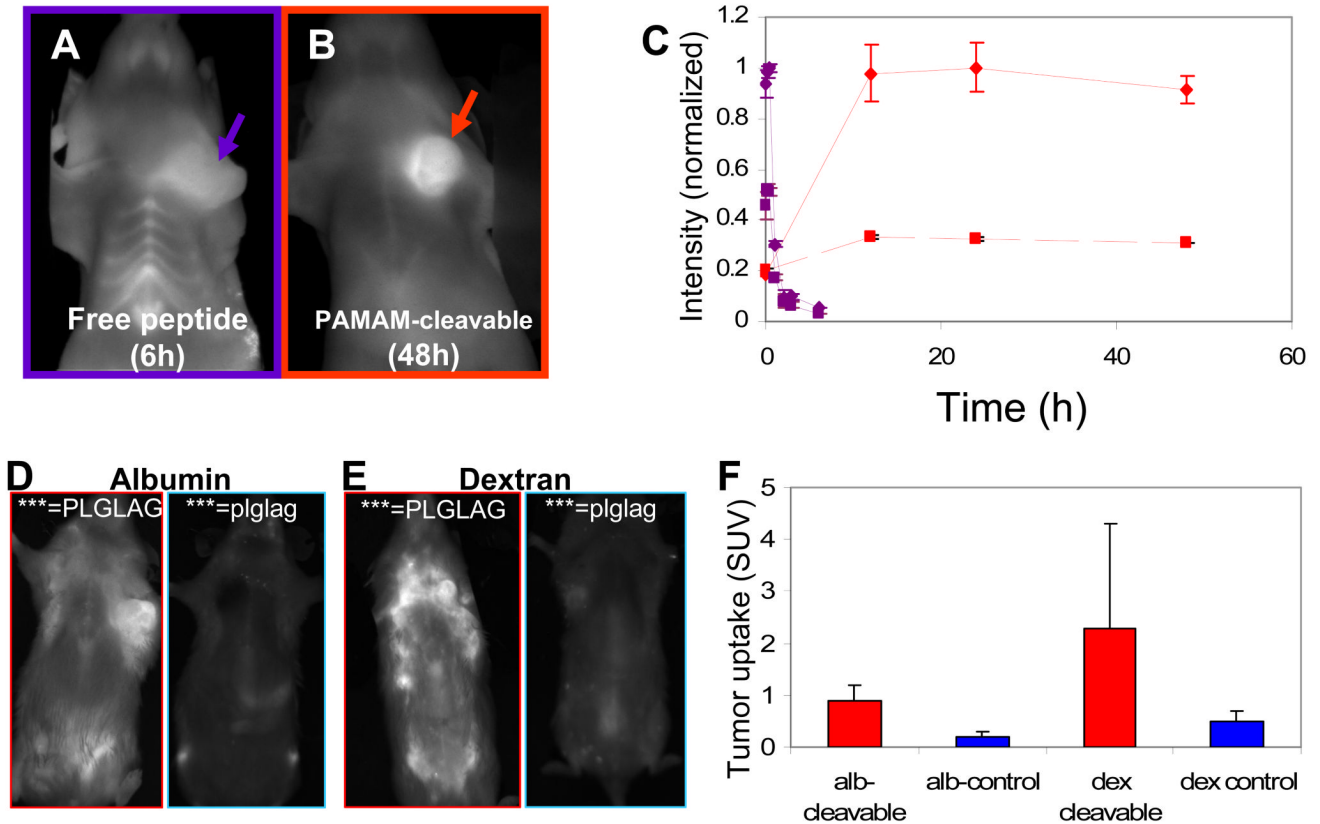 A
Free peptide
(6h)
B
PAMAM-cleavable
(48h)
C
Intensity (normalized)
1.2
1
0.8
0.6
0.4
0.2
0
0
20
40
60
Time (h)
D
Albumin
***=PLGLAG
***=plglag
E
Dextran
***=PLGLAG
***=plglag
F
Tumor uptake (SUV)
5
4
3
2
1
0
alb-
cleavable
alb-control
dex
cleavable
dex control